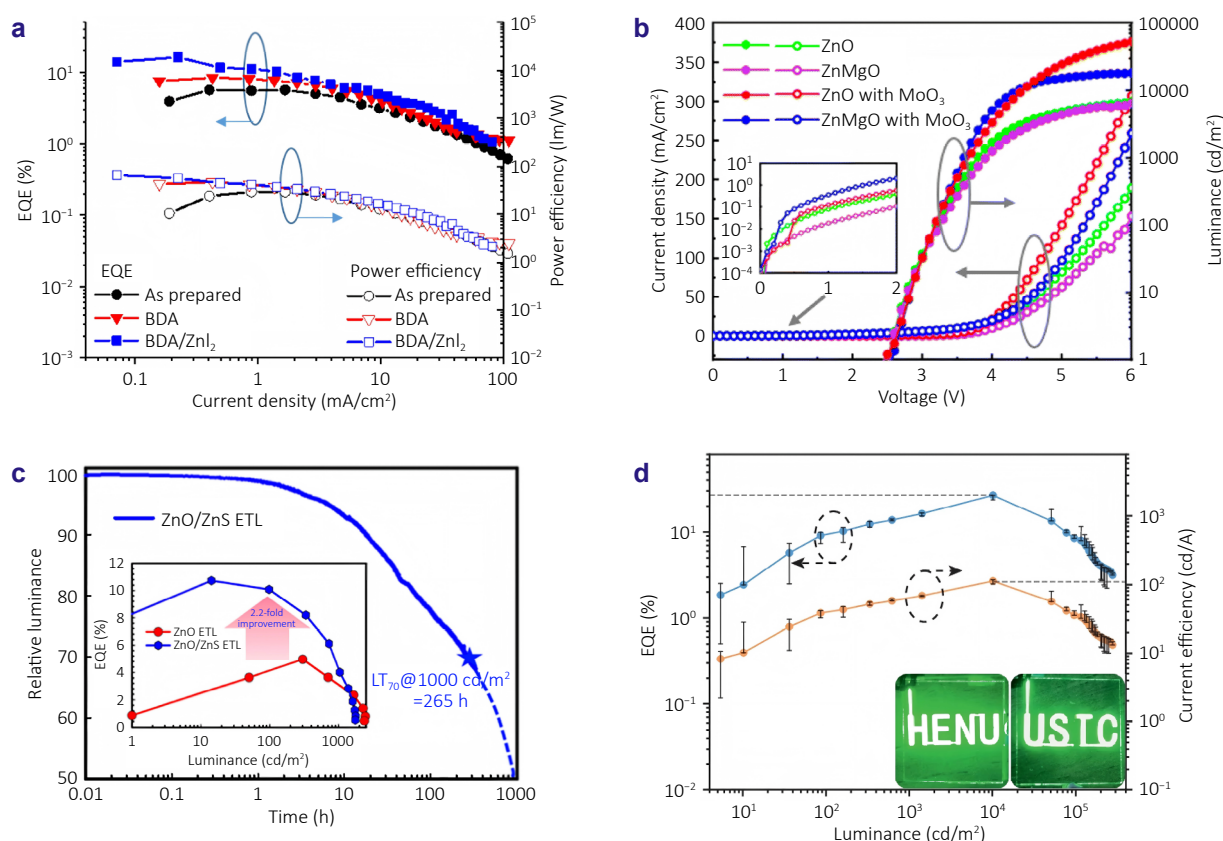 a
10¹
10⁰
10⁻¹
10⁻²
10⁻³
EQE (%)
0.1
1
10
100
Current density (mA/cm²)
10⁵
10⁴
10³
10²
10¹
10⁰
10⁻¹
10⁻²
Power efficiency (lm/W)
EQE
As prepared
BDA
BDA/ZnI₂
Power efficiency
As prepared
BDA
BDA/ZnI₂
b
400
375
350
325
300
275
250
225
200
175
150
125
100
75
50
25
0
Current density (mA/cm²)
ZnO
ZnMgO
ZnO with MoO₃
ZnMgO with MoO₃
10¹
10⁰
10⁻¹
10⁻²
10⁻³
10⁻⁴
0
1
2
0
1
2
3
4
5
6
Voltage (V)
100000
10000
1000
100
10
1
Luminance (cd/m²)
c
100
90
80
70
60
50
Relative luminance
ZnO/ZnS ETL
12
10
8
6
4
2
0
EQE (%)
2.2-fold
improvement
ZnO ETL
ZnO/ZnS ETL
1
10
100
1000
Luminance (cd/m²)
LT₇₀@1000 cd/m²
=265 h
0.01
0.1
1
10
100
1000
Time (h)
d
10¹
10⁰
10⁻¹
10⁻²
EQE (%)
10³
10²
10¹
10⁰
10⁻¹
Current efficiency (cd/A)
HENU
USTC
10¹
10²
10³
10⁴
10⁵
Luminance (cd/m²)